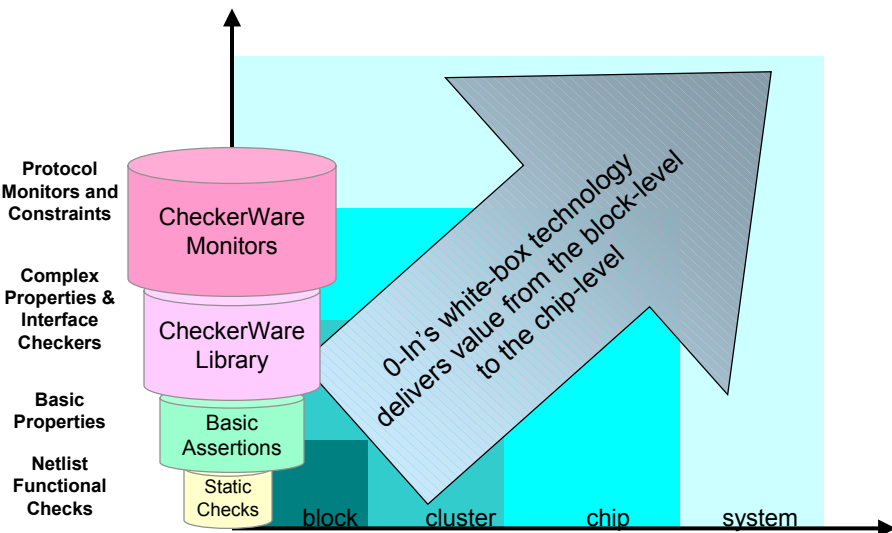 Protocol
Monitors and
Constraints
CheckerWare
Monitors
Complex
Properties &
Interface
Checkers
CheckerWare
Library
Basic
Properties
Basic
Assertions
Netlist
Functional
Checks
Static
Checks
0-In's white-box technology
delivers value from the block-level
to the chip-level
block
cluster
chip
system